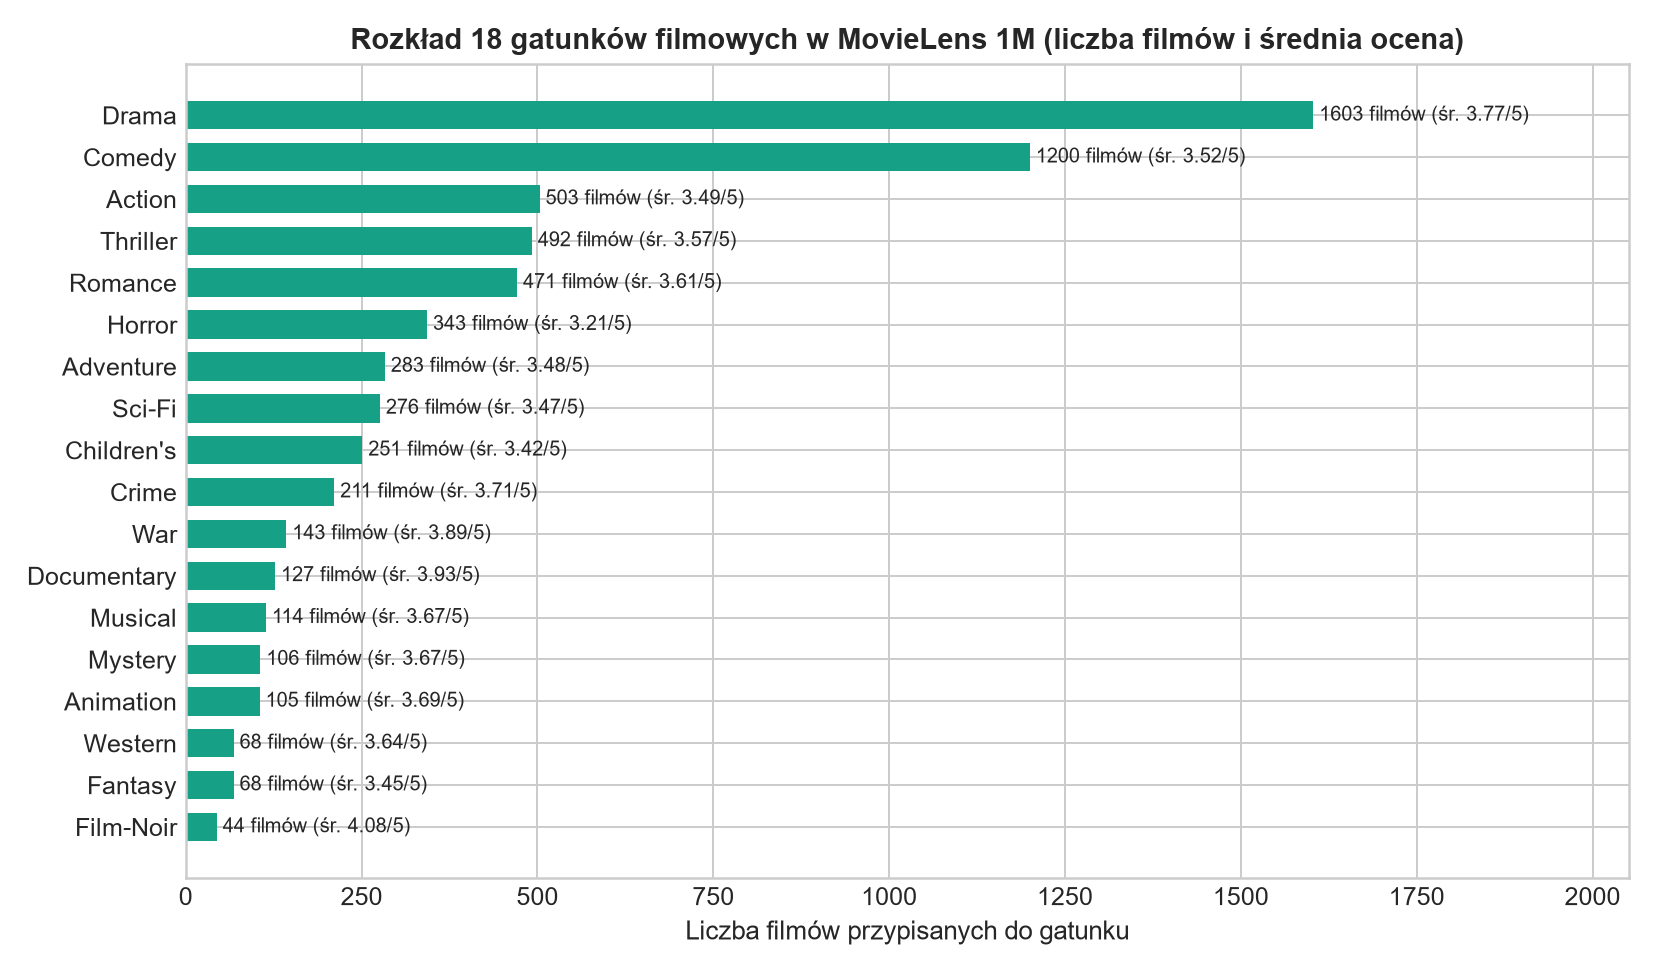 Rozkład 18 gatunków filmowych w MovieLens 1M (liczba filmów i średnia ocena)
Drama 1603 filmów (śr. 3.77/5)
Comedy 1200 filmów (śr. 3.52/5)
Action 503 filmów (śr. 3.49/5)
Thriller 492 filmów (śr. 3.57/5)
Romance 471 filmów (śr. 3.61/5)
Horror 343 filmów (śr. 3.21/5)
Adventure 283 filmów (śr. 3.48/5)
Sci-Fi 276 filmów (śr. 3.47/5)
Children's 251 filmów (śr. 3.42/5)
Crime 211 filmów (śr. 3.71/5)
War 143 filmów (śr. 3.89/5)
Documentary 127 filmów (śr. 3.93/5)
Musical 114 filmów (śr. 3.67/5)
Mystery 106 filmów (śr. 3.67/5)
Animation 105 filmów (śr. 3.69/5)
Western 68 filmów (śr. 3.64/5)
Fantasy 68 filmów (śr. 3.45/5)
Film-Noir 44 filmów (śr. 4.08/5)
0 250 500 750 1000 1250 1500 1750 2000
Liczba filmów przypisanych do gatunku